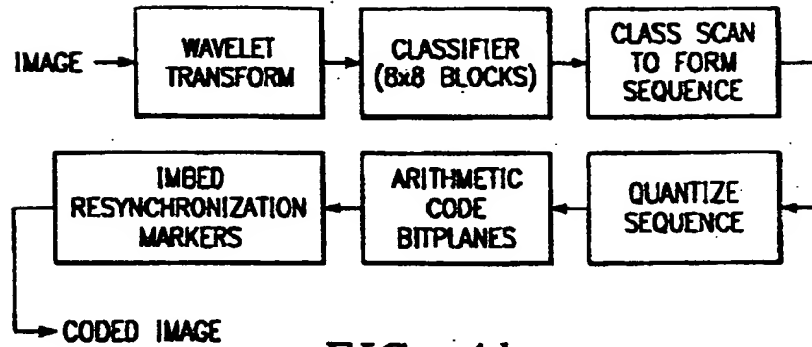 IMAGE
WAVELET
TRANSFORM
CLASSIFIER
(8x8 BLOCKS)
CLASS SCAN
TO FORM
SEQUENCE
QUANTIZE
SEQUENCE
ARITHMETIC
CODE
BITPLANES
IMBED
RESYNCHRONIZATION
MARKERS
CODED IMAGE